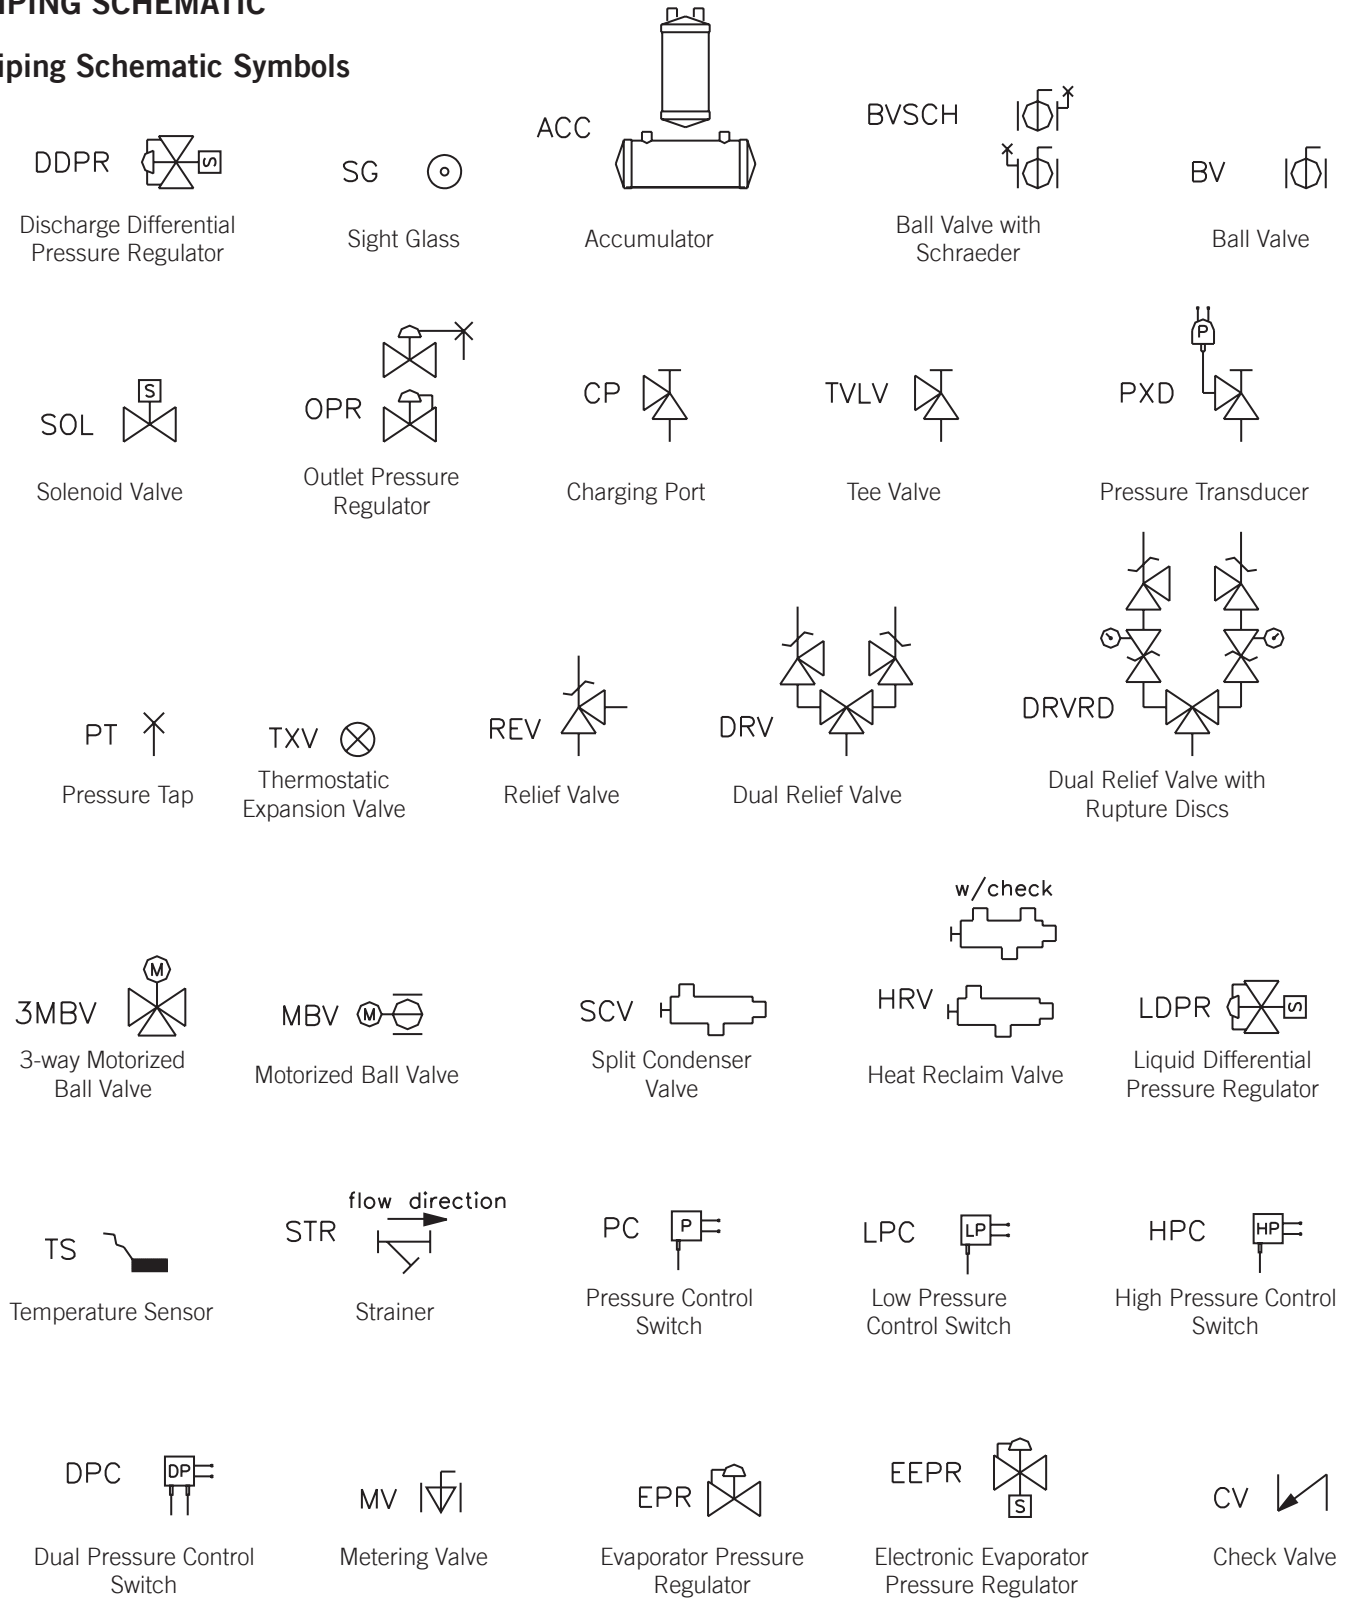 IPING SCHEMATIC
iping Schematic Symbols
DDPR
S
Discharge Differential
Pressure Regulator
SG
Sight Glass
ACC
Accumulator
BVSCH
Ball Valve with
Schraeder
BV
Ball Valve
SOL
S
Solenoid Valve
OPR
Outlet Pressure
Regulator
CP
Charging Port
TVLV
Tee Valve
P
PXD
Pressure Transducer
PT
Pressure Tap
TXV
Thermostatic
Expansion Valve
REV
Relief Valve
DRV
Dual Relief Valve
DRVRD
Dual Relief Valve with
Rupture Discs
M
3MBV
3-way Motorized
Ball Valve
MBV
M
Motorized Ball Valve
SCV
Split Condenser
Valve
w/check
HRV
Heat Reclaim Valve
LDPR
S
Liquid Differential
Pressure Regulator
TS
Temperature Sensor
flow direction
STR
Strainer
PC
P
Pressure Control
Switch
LPC
LP
Low Pressure
Control Switch
HPC
HP
High Pressure Control
Switch
DPC
DP
Dual Pressure Control
Switch
MV
Metering Valve
EPR
Evaporator Pressure
Regulator
EEPR
S
Electronic Evaporator
Pressure Regulator
CV
Check Valve